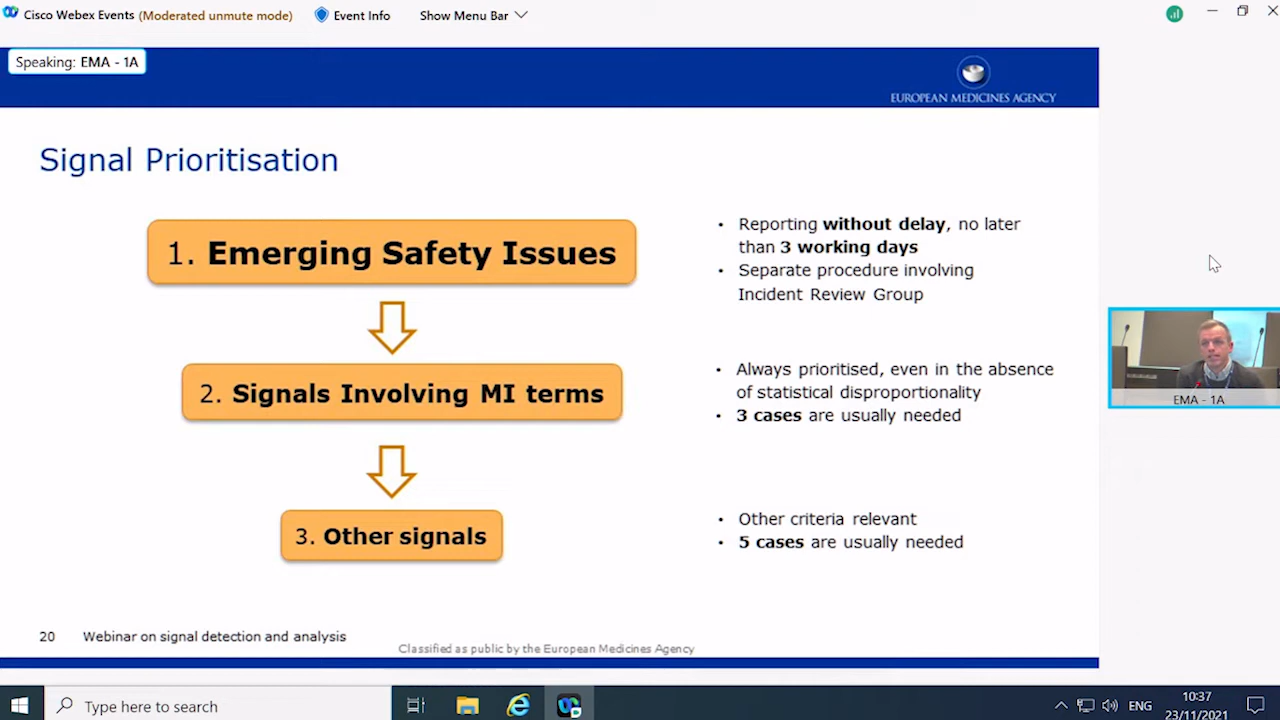 Cisco Webex Events (Moderated unmute mode)
Event Info
Show Menu Bar
Speaking: EMA - 1A
EUROPEAN MEDICINES AGENCY
Signal Prioritisation
1. Emerging Safety Issues
• Reporting without delay, no later
than 3 working days
• Separate procedure involving
Incident Review Group
2. Signals Involving MI terms
• Always prioritised, even in the absence
of statistical disproportionality
• 3 cases are usually needed
EMA - 1A
3. Other signals
• Other criteria relevant
• 5 cases are usually needed
20 Webinar on signal detection and analysis
Classified as public by the European Medicines Agency
Type here to search
ENG
10:37
23/11/2021